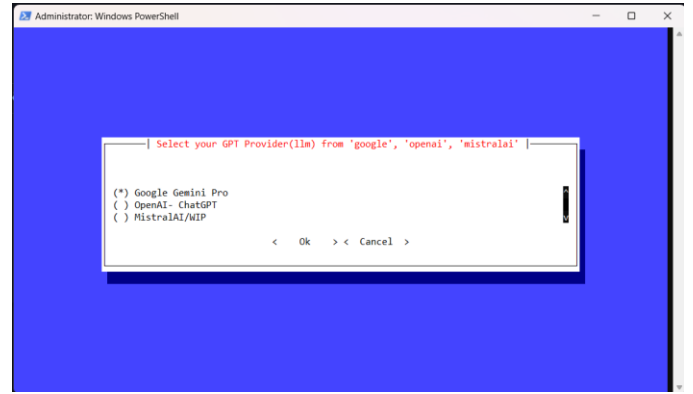 Administrator: Windows PowerShell
Select your GPT Provider(llm) from 'google', 'openai', 'mistralai'
(*) Google Gemini Pro
( ) OpenAI- ChatGPT
( ) MistralAI/WIP
< Ok > < Cancel >